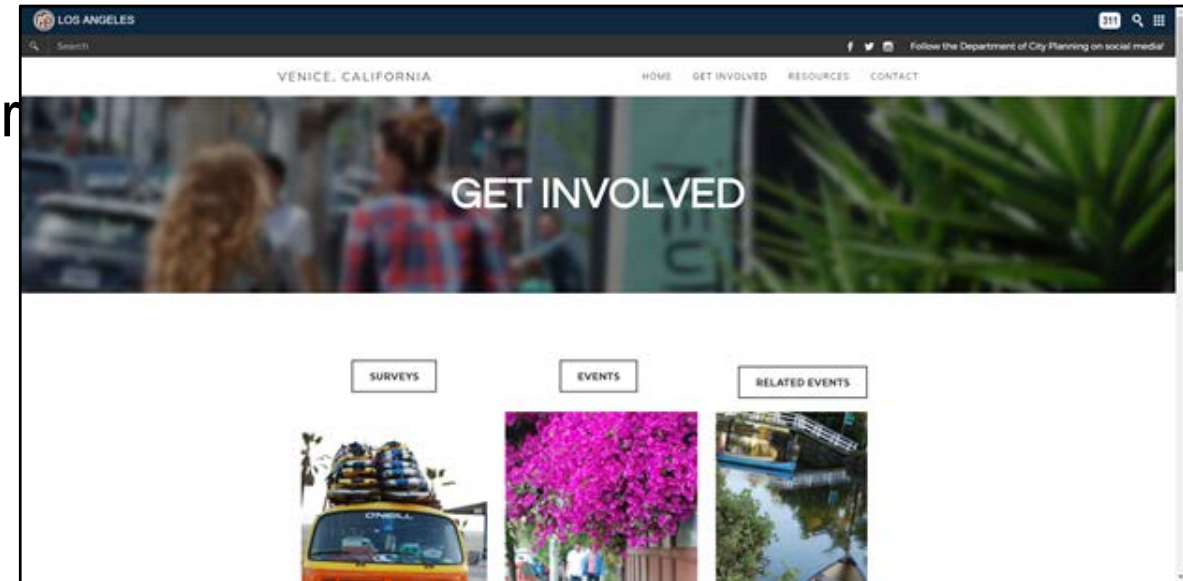 LOS ANGELES
311
Search
Follow the Department of City Planning on social media!
VENICE, CALIFORNIA
HOME GET INVOLVED RESOURCES CONTACT
r
GET INVOLVED
SURVEYS
EVENTS
RELATED EVENTS
O'NEILL